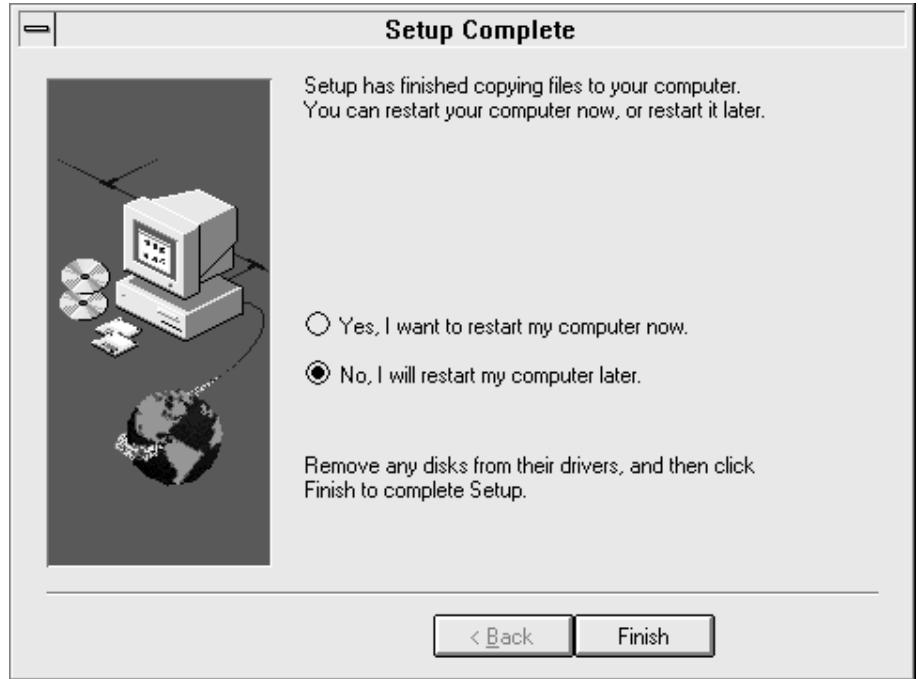 Setup Complete
Setup has finished copying files to your computer.
You can restart your computer now, or restart it later.
Yes, I want to restart my computer now.
No, I will restart my computer later.
Remove any disks from their drivers, and then click
Finish to complete Setup.
< Back
Finish